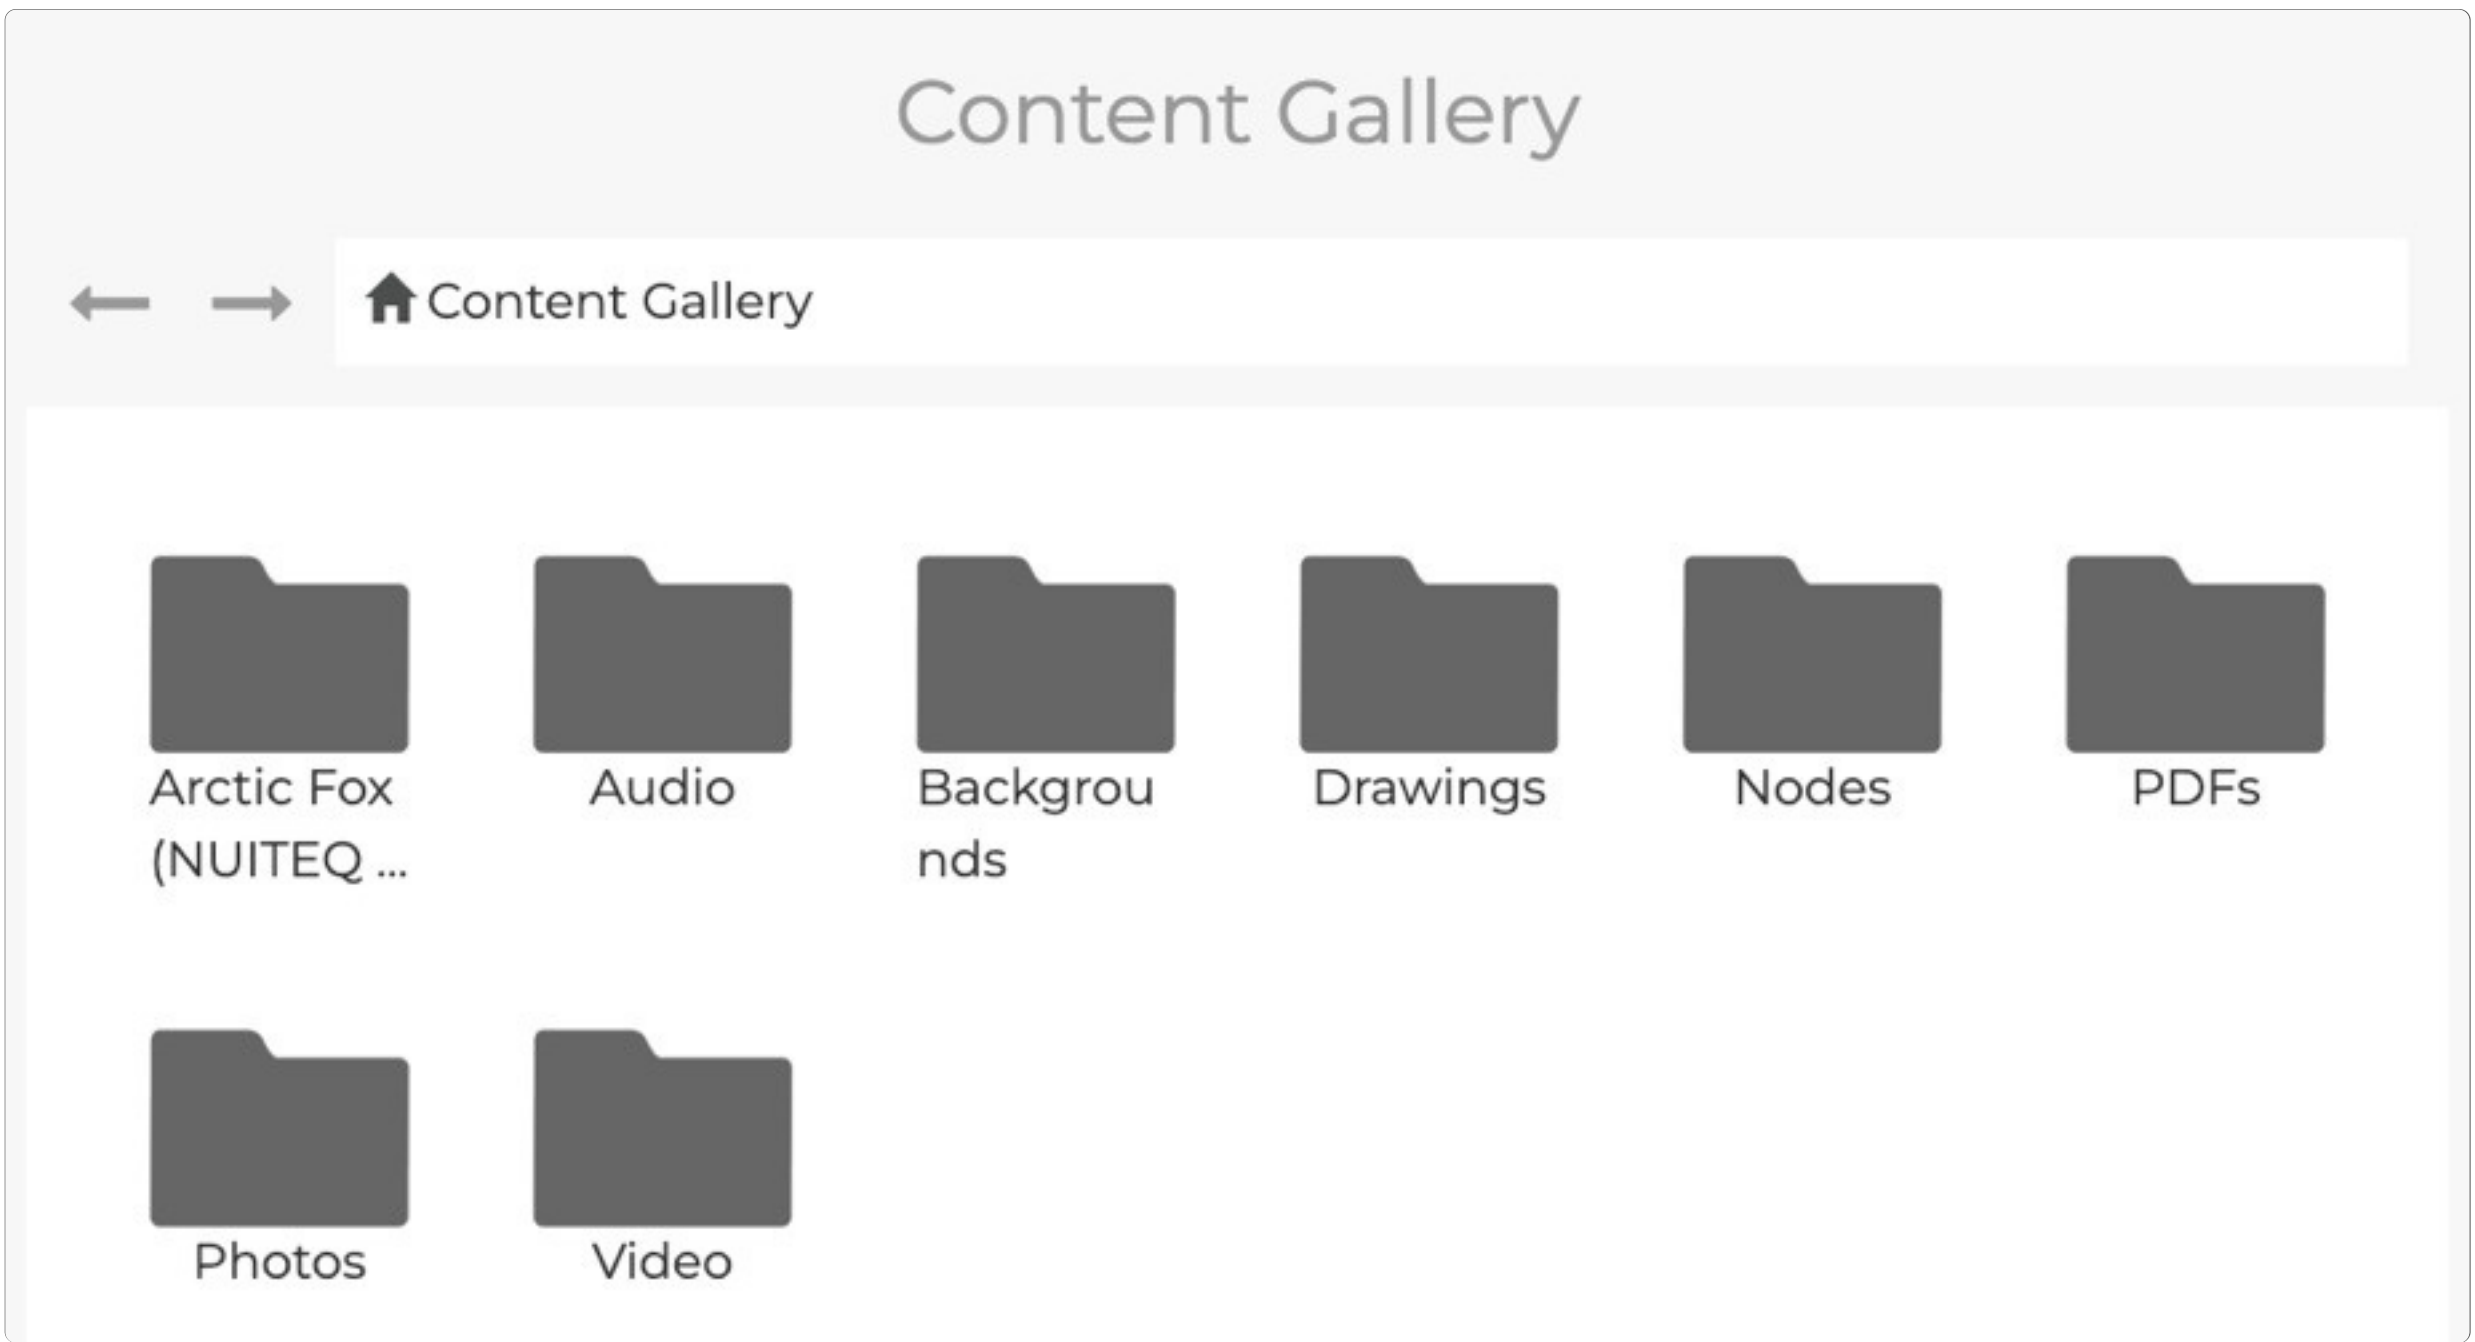 Content Gallery
Content Gallery
Arctic Fox
(NUITEQ ...
Audio
Backgrou
nds
Drawings
Nodes
PDFs
Photos
Video